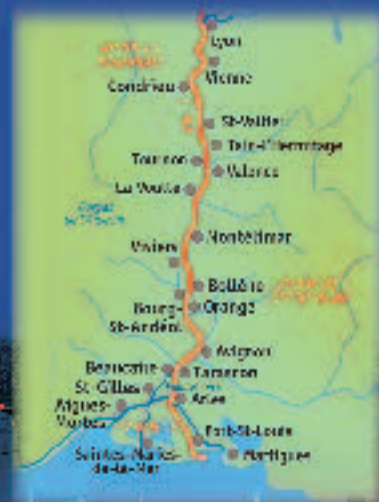 Lyon
Vienne
Condrieu
St-Vallier
Tain-l'Hermitage
Tournon
Valence
La Voulte
Montélimar
Viviers
Bollène
Bourg-
St-Andéol
Orange
Avignon
Beaucaire
Tarascon
St-Gilles
Arles
Aigues-
Mortes
Port-St-Louis
Saintes-Maries-
de-la-Mer
Martigues